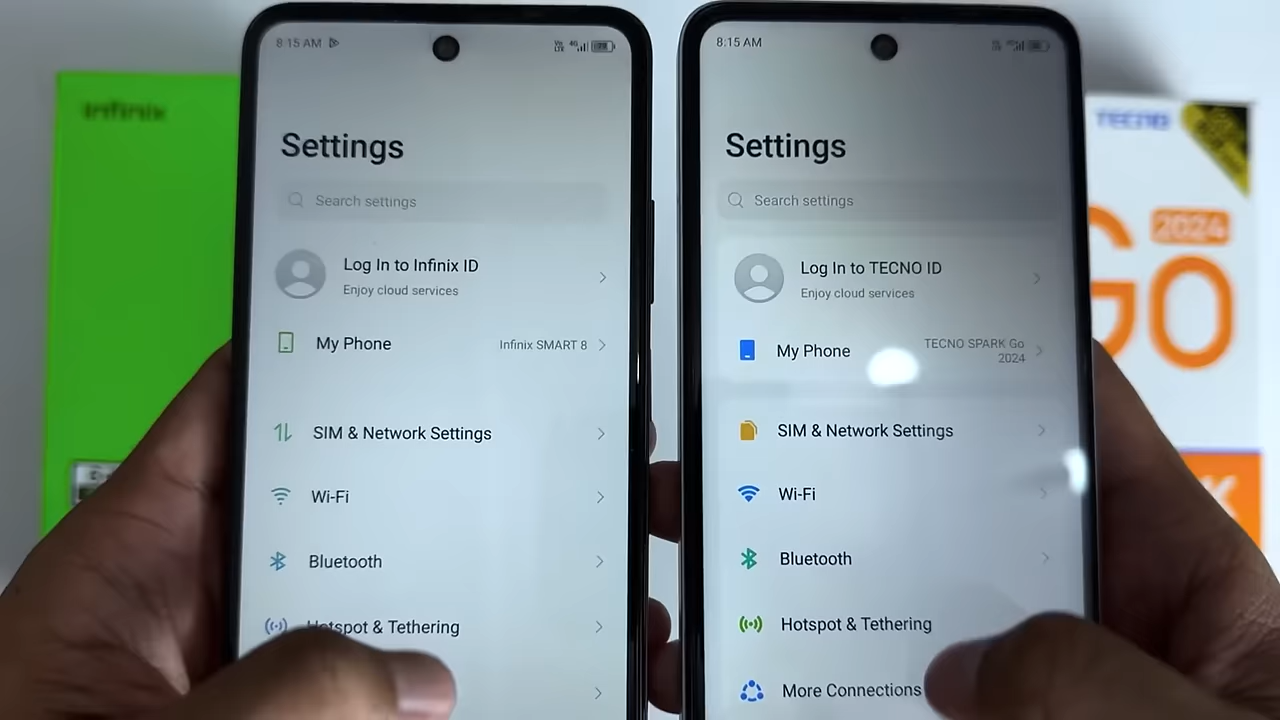 Infinix
8:15 AM
Settings
Search settings
Log In to Infinix ID
Enjoy cloud services
My Phone
Infinix SMART 8
SIM & Network Settings
Wi-Fi
Bluetooth
Hotspot & Tethering
8:15 AM
Settings
Search settings
Log In to TECNO ID
Enjoy cloud services
My Phone
TECNO SPARK Go
2024
SIM & Network Settings
Wi-Fi
Bluetooth
Hotspot & Tethering
More Connections
TECNO
2024
GO
K